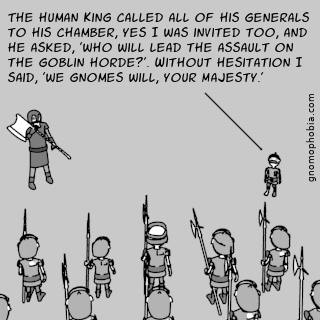 THE HUMAN KING CALLED ALL OF HIS GENERALS
TO HIS CHAMBER, YES I WAS INVITED TOO, AND
HE ASKED, 'WHO WILL LEAD THE ASSAULT ON
THE GOBLIN HORDE?'. WITHOUT HESITATION I
SAID, 'WE GNOMES WILL, YOUR MAJESTY.'
gnomophobia.com